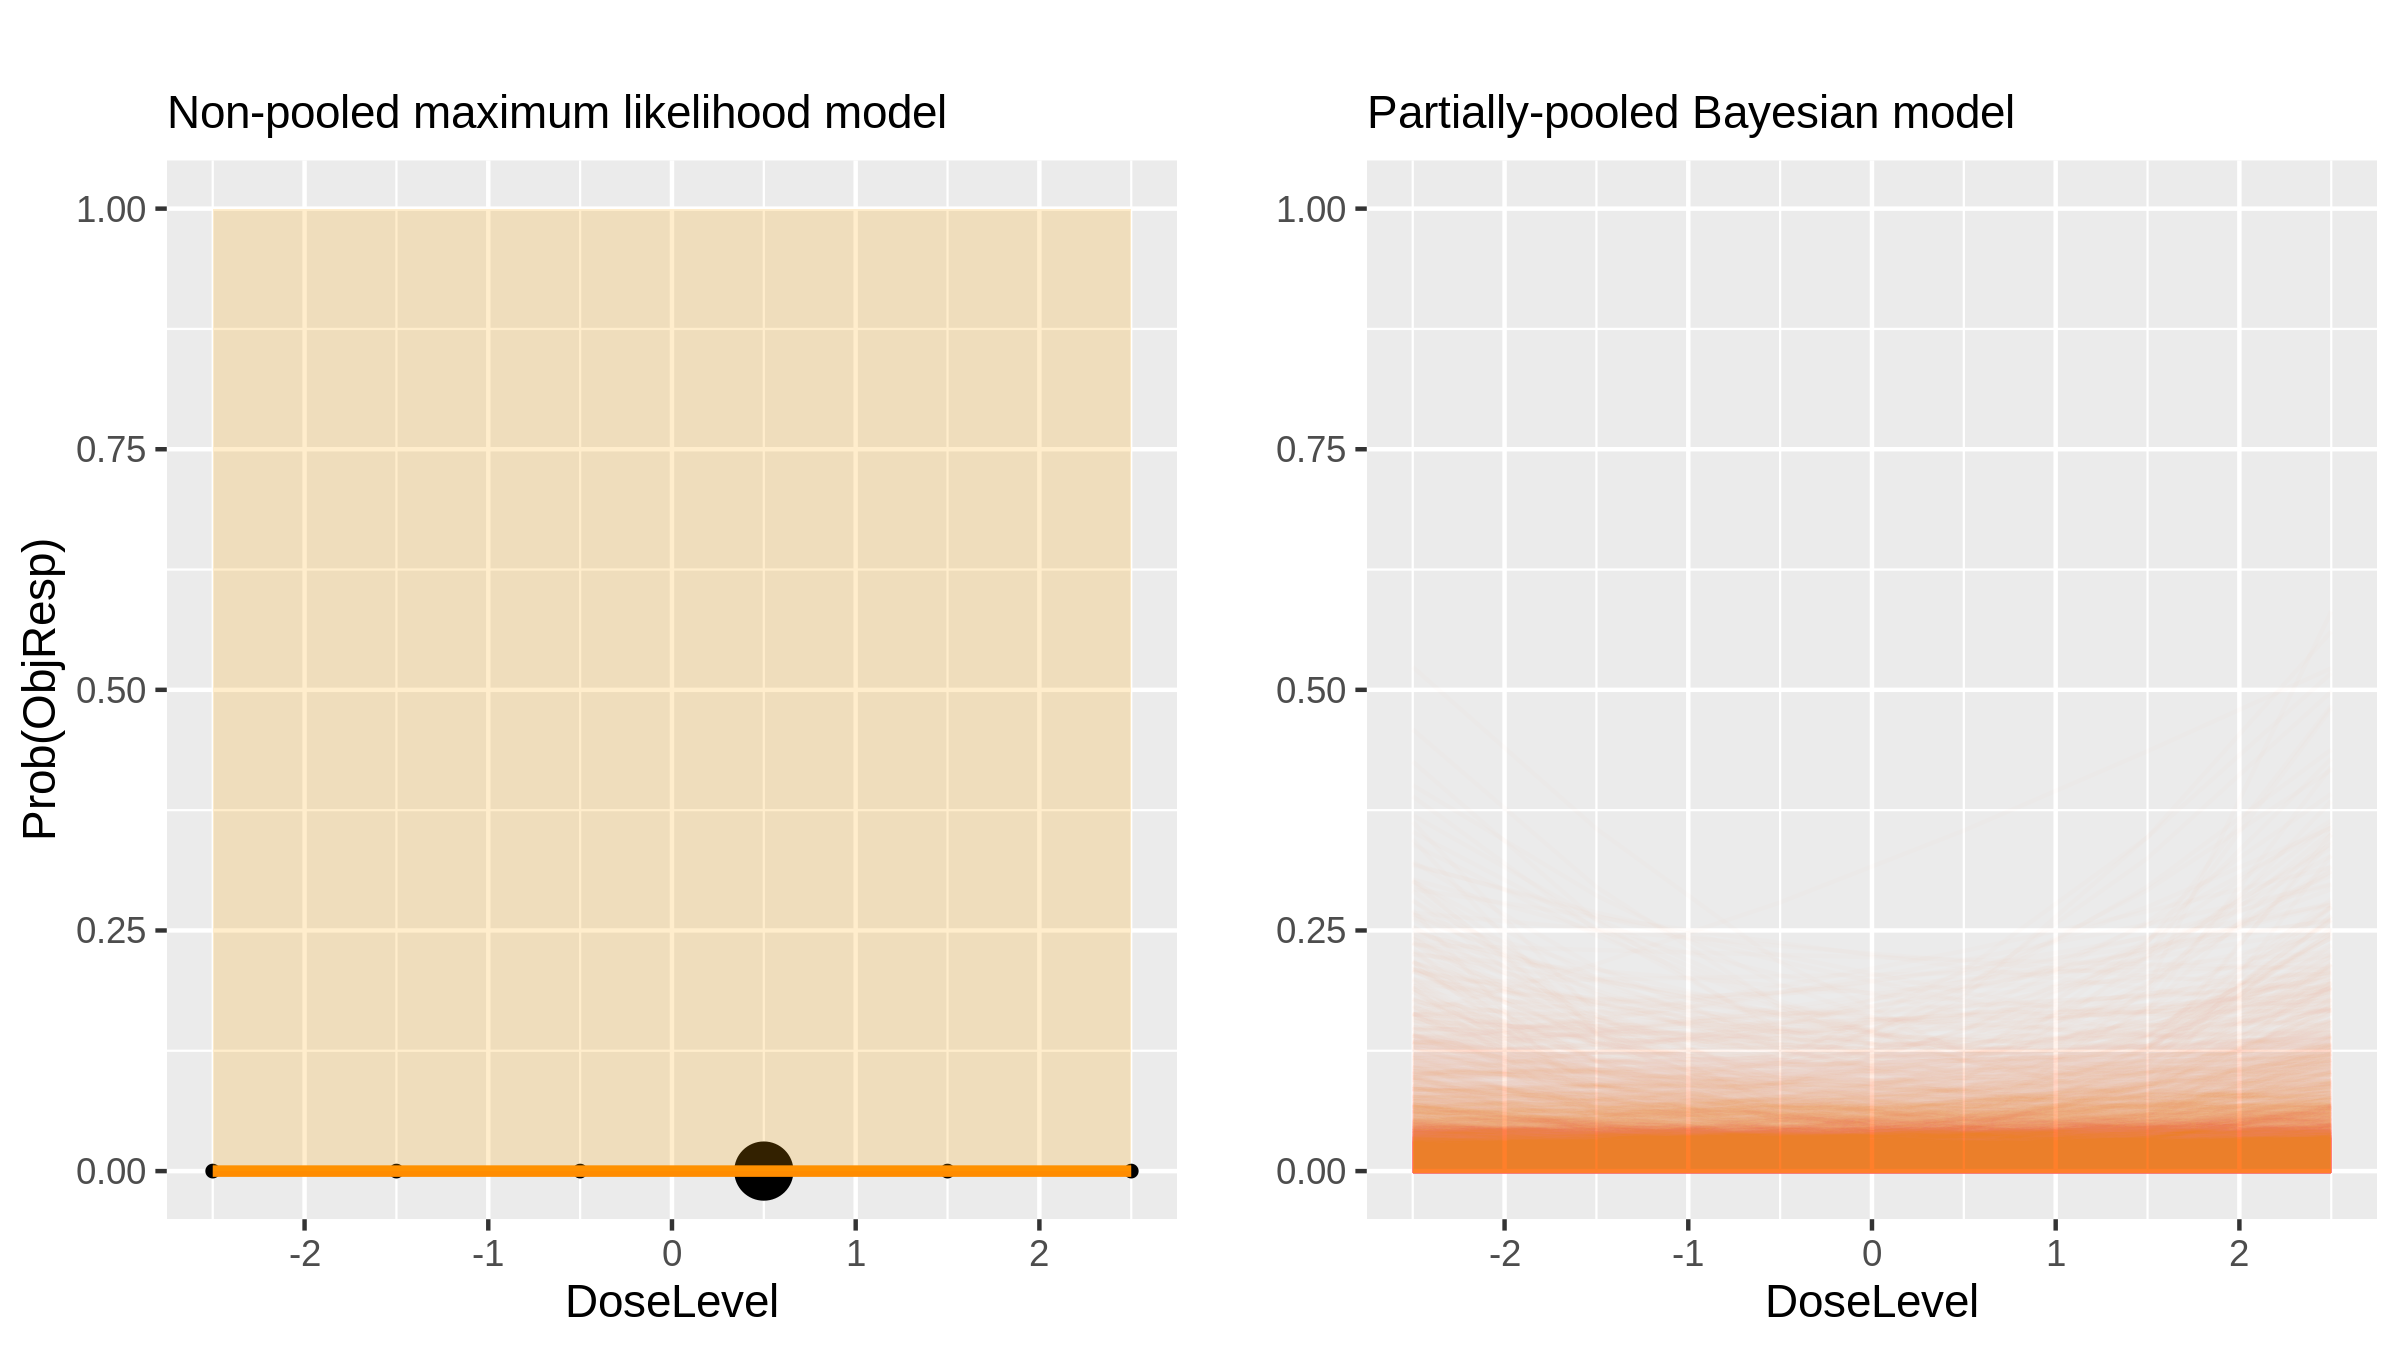 Non-pooled maximum likelihood model
Prob(ObjResp)
1.00
0.75
0.50
0.25
0.00
-2 -1 0 1 2
DoseLevel
Partially-pooled Bayesian model
1.00
0.75
0.50
0.25
0.00
-2 -1 0 1 2
DoseLevel